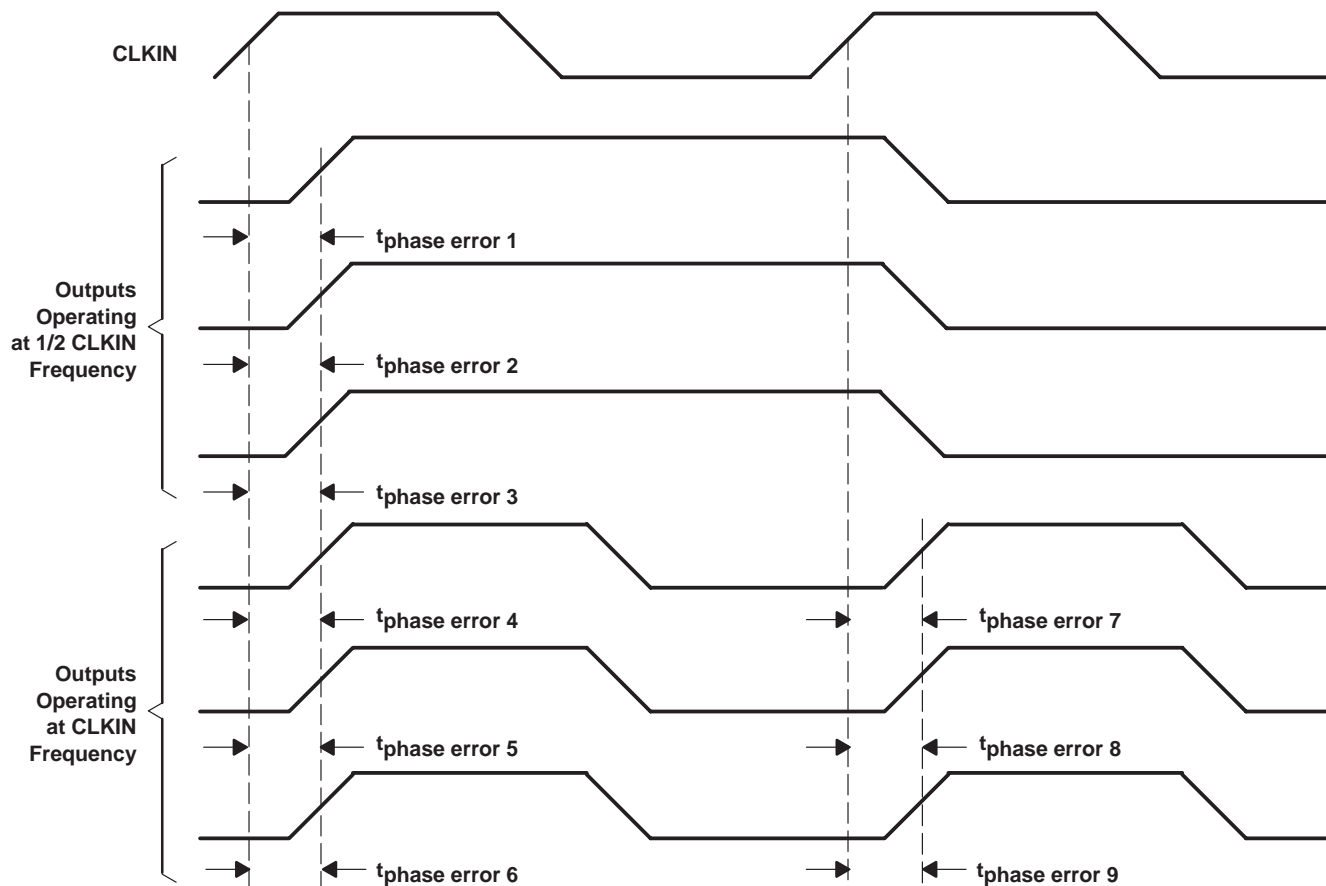 CLKIN
tphase error 1
Outputs
Operating
at 1/2 CLKIN
Frequency
tphase error 2
tphase error 3
tphase error 4
tphase error 7
Outputs
Operating
at CLKIN
Frequency
tphase error 5
tphase error 8
tphase error 6
tphase error 9